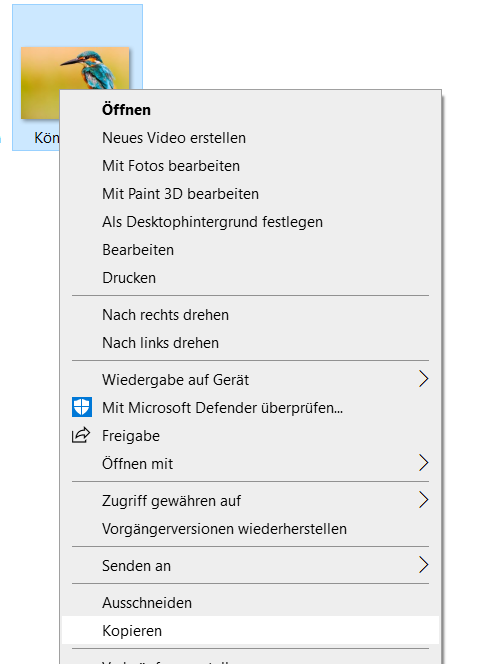 Kön
Öffnen
Neues Video erstellen
Mit Fotos bearbeiten
Mit Paint 3D bearbeiten
Als Desktophintergrund festlegen
Bearbeiten
Drucken
Nach rechts drehen
Nach links drehen
Wiedergabe auf Gerät
Mit Microsoft Defender überprüfen...
Freigabe
Öffnen mit
Zugriff gewähren auf
Vorgängerversionen wiederherstellen
Senden an
Ausschneiden
Kopieren